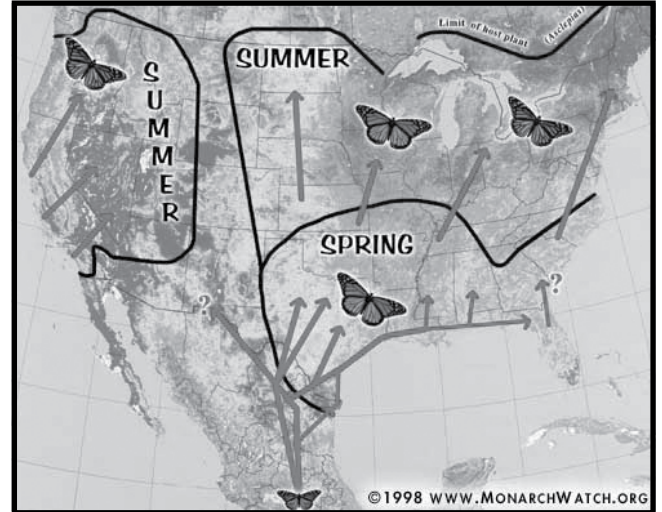 Limit of host plant (Asclepias)
SUMMER
SUMMER
SPRING
?
?
©1998 WWW.MONARCHWATCH.ORG